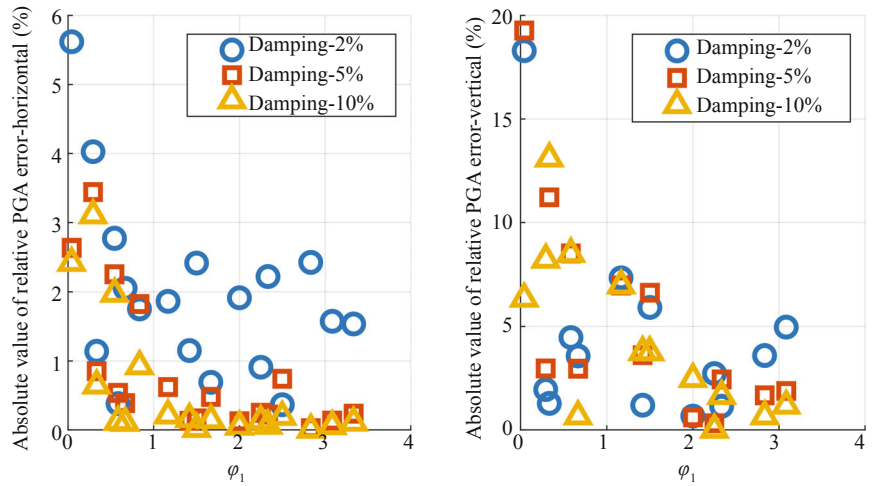 Absolute value of relative PGA error-horizontal (%)
6
5
4
3
2
1
0
0
1
2
3
4
φ1
Damping-2%
Damping-5%
Damping-10%
Absolute value of relative PGA error-vertical (%)
20
15
10
5
0
0
1
2
3
4
φ1
Damping-2%
Damping-5%
Damping-10%